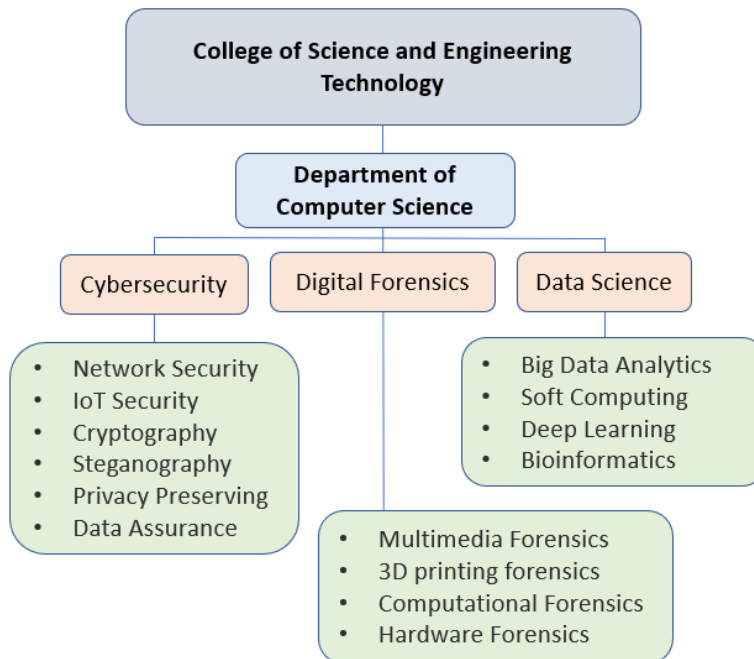 College of Science and Engineering
Technology
Department of
Computer Science
Cybersecurity
Digital Forensics
Data Science
• Network Security
• IoT Security
• Cryptography
• Steganography
• Privacy Preserving
• Data Assurance
• Big Data Analytics
• Soft Computing
• Deep Learning
• Bioinformatics
• Multimedia Forensics
• 3D printing forensics
• Computational Forensics
• Hardware Forensics